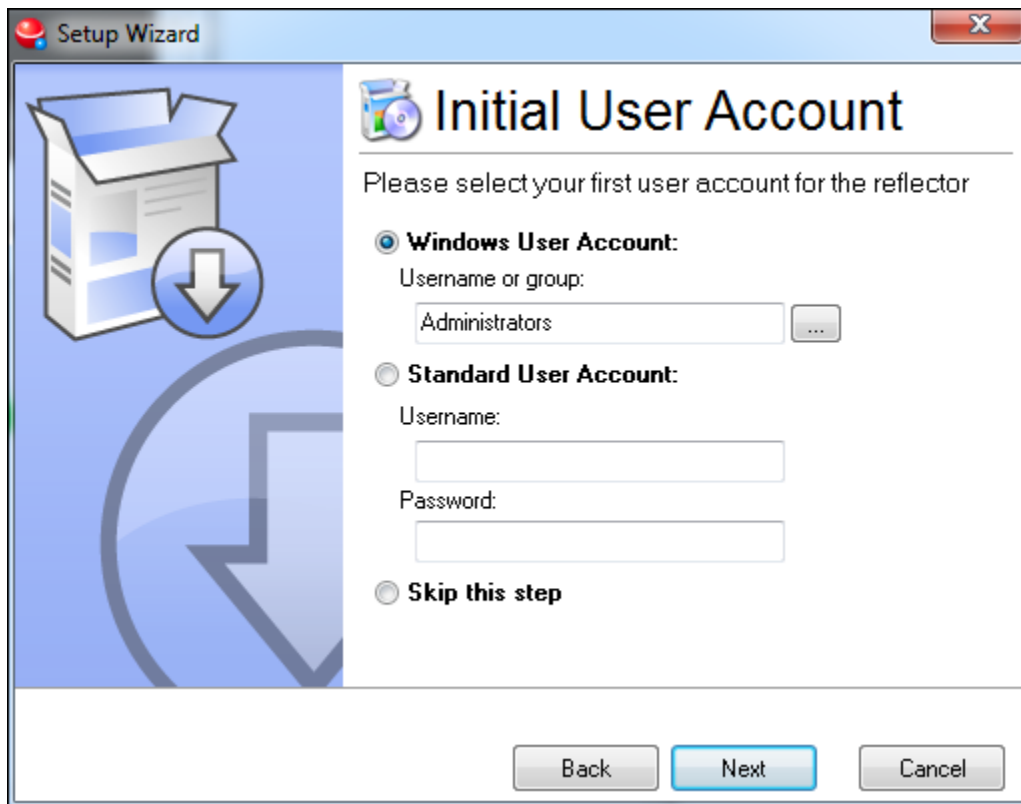 Setup Wizard
Initial User Account
Please select your first user account for the reflector
Windows User Account:
Username or group:
Administrators
...
Standard User Account:
Username:
Password:
Skip this step
Back Next Cancel